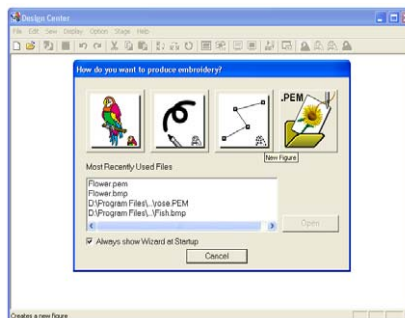 Design Center
File Edit Sew Display Option Stage Help
How do you want to produce embroidery?
.PEM
New Figure
Most Recently Used Files
Flower.pem
Flower.bmp
D:\Program Files\...\rose.PEM
D:\Program Files\...\Fish.bmp
Open
Always show Wizard at Startup
Cancel
Creates a new figure